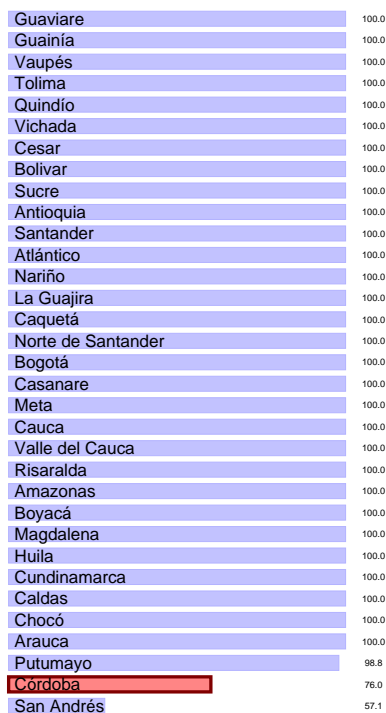 Guaviare 100.0
Guainía 100.0
Vaupés 100.0
Tolima 100.0
Quindío 100.0
Vichada 100.0
Cesar 100.0
Bolivar 100.0
Sucre 100.0
Antioquia 100.0
Santander 100.0
Atlántico 100.0
Nariño 100.0
La Guajira 100.0
Caquetá 100.0
Norte de Santander 100.0
Bogotá 100.0
Casanare 100.0
Meta 100.0
Cauca 100.0
Valle del Cauca 100.0
Risaralda 100.0
Amazonas 100.0
Boyacá 100.0
Magdalena 100.0
Huila 100.0
Cundinamarca 100.0
Caldas 100.0
Chocó 100.0
Arauca 100.0
Putumayo 98.8
Córdoba 76.0
San Andrés 57.1